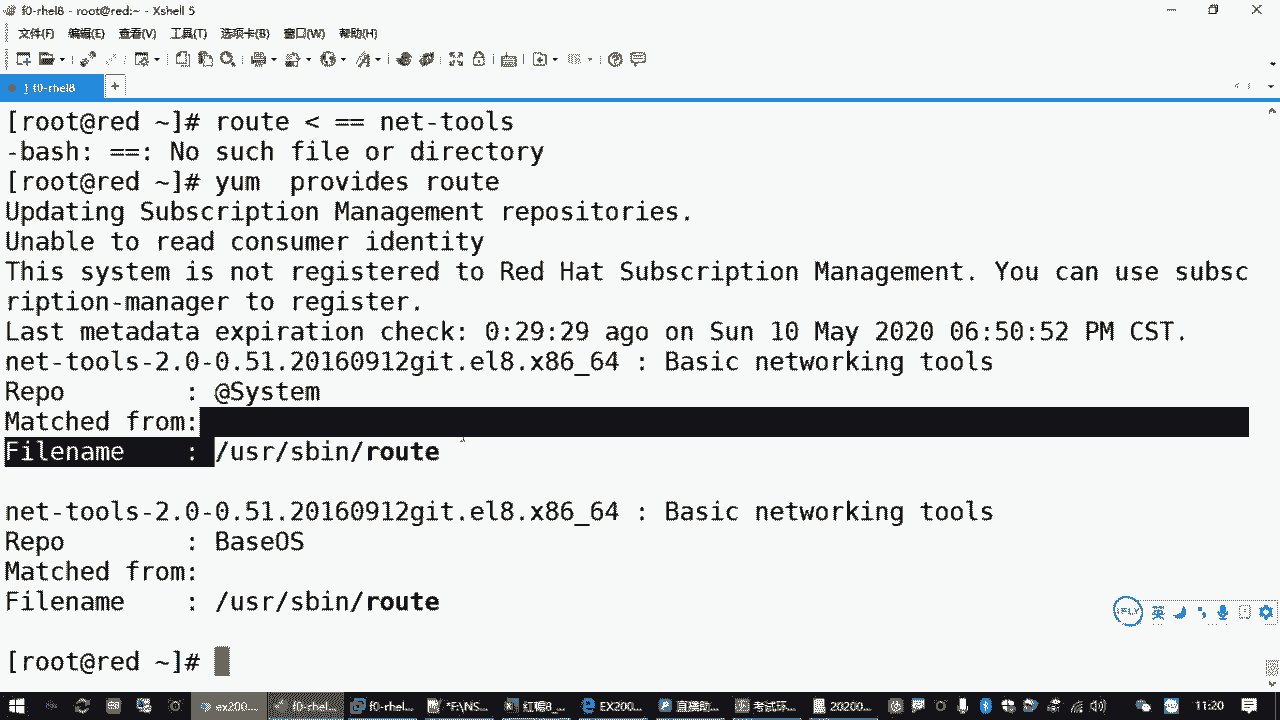 f0-rhel8 - root@red:~ - Xshell 5
文件(F) 编辑(E) 查看(V) 工具(T) 选项卡(B) 窗口(W) 帮助(H)
1 f0-rhel8
[root@red ~]# route < == net-tools
-bash: ==: No such file or directory
[root@red ~]# yum  provides route
Updating Subscription Management repositories.
Unable to read consumer identity
This system is not registered to Red Hat Subscription Management. You can use subsc
ription-manager to register.
Last metadata expiration check: 0:29:29 ago on Sun 10 May 2020 06:50:52 PM CST.
net-tools-2.0-0.51.20160912git.el8.x86_64 : Basic networking tools
Repo        : @System
Matched from:
Filename    : /usr/sbin/route
net-tools-2.0-0.51.20160912git.el8.x86_64 : Basic networking tools
Repo        : BaseOS
Matched from:
Filename    : /usr/sbin/route
[root@red ~]#
iFLY 英
ex200... f0-rhel... f0-rhel... *E\NS... 红帽8_... EX200... 直播助... 考试环... 20200... 11:20